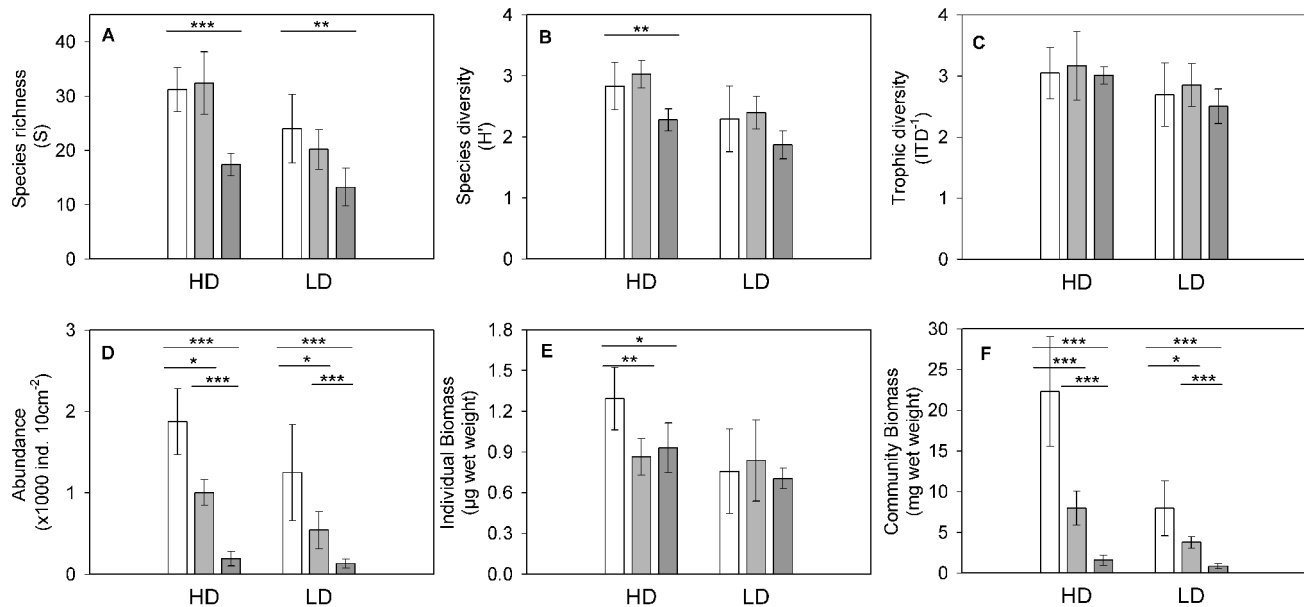 A
***
**
40
30
20
10
0
Species richness
(S)
HD
LD
B
**
4
3
2
1
0
Species diversity
(H')
HD
LD
C
4
3
2
1
0
Trophic diversity
(ITD⁻¹)
HD
LD
D
***
***
*
*
***
***
3
2
1
0
Abundance
(x1000 ind. 10cm⁻²)
HD
LD
E
*
**
1.8
1.5
1.2
0.9
0.6
0.3
0.0
Individual Biomass
(µg wet weight)
HD
LD
F
***
***
***
*
***
***
30
25
20
15
10
5
0
Community Biomass
(mg wet weight)
HD
LD